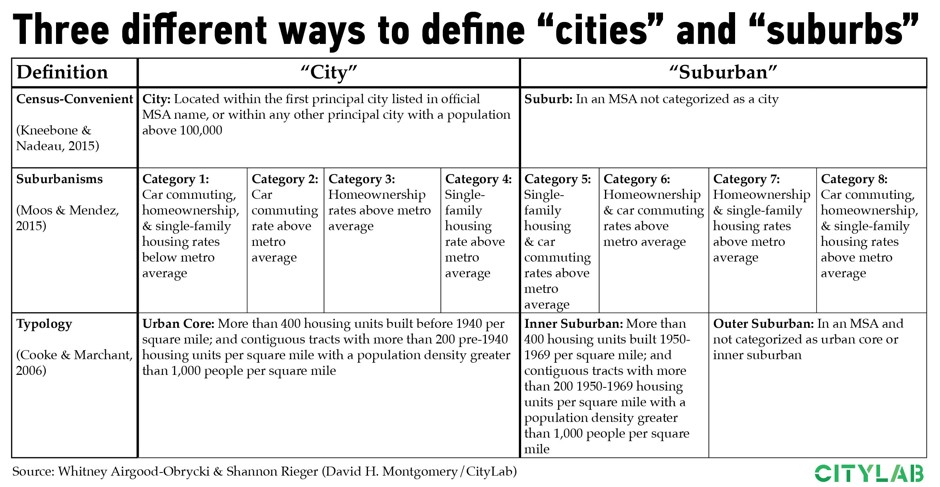 Three different ways to define “cities” and “suburbs”
Definition
“City”
“Suburban”
Census-Convenient
(Kneebone &
Nadeau, 2015)
City: Located within the first principal city listed in official
MSA name, or within any other principal city with a population
above 100,000
Suburb: In an MSA not categorized as a city
Suburbanisms
(Moos & Mendez,
2015)
Category 1:
Car commuting,
homeownership,
& single-family
housing rates
below metro
average
Category 2:
Car
commuting
rate above
metro
average
Category 3:
Homeownership
rates above metro
average
Category 4:
Single-
family
housing
rate above
metro
average
Category 5:
Single-
family
housing
& car
commuting
rates above
metro
average
Category 6:
Homeownership
& car commuting
rates above
metro average
Category 7:
Homeownership
& single-family
housing rates
above metro
average
Category 8:
Car commuting,
homeownership,
& single-family
housing rates
above metro
average
Typology
(Cooke & Marchant,
2006)
Urban Core: More than 400 housing units built before 1940 per
square mile; and contiguous tracts with more than 200 pre-1940
housing units per square mile with a population density greater
than 1,000 people per square mile
Inner Suburban: More than
400 housing units built 1950-
1969 per square mile; and
contiguous tracts with more
than 200 1950-1969 housing
units per square mile with a
population density greater
than 1,000 people per square
mile
Outer Suburban: In an MSA and
not categorized as urban core or
inner suburban
Source: Whitney Airgood-Obrycki & Shannon Rieger (David H. Montgomery/CityLab)
CITYLAB